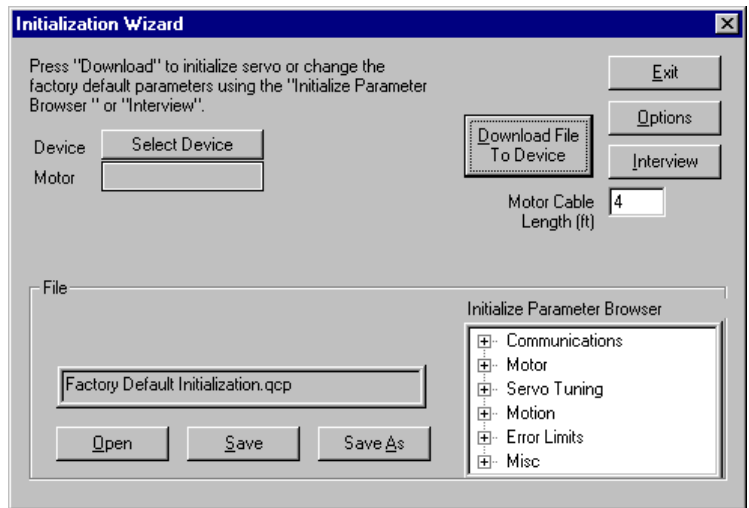 Initialization Wizard
Press "Download" to initialize servo or change the
factory default parameters using the "Initialize Parameter
Browser " or "Interview".
Device
Select Device
Motor
Download File
To Device
Exit
Options
Interview
Motor Cable
Length (ft)
4
File
Factory Default Initialization.qcp
Open
Save
Save As
Initialize Parameter Browser
Communications
Motor
Servo Tuning
Motion
Error Limits
Misc